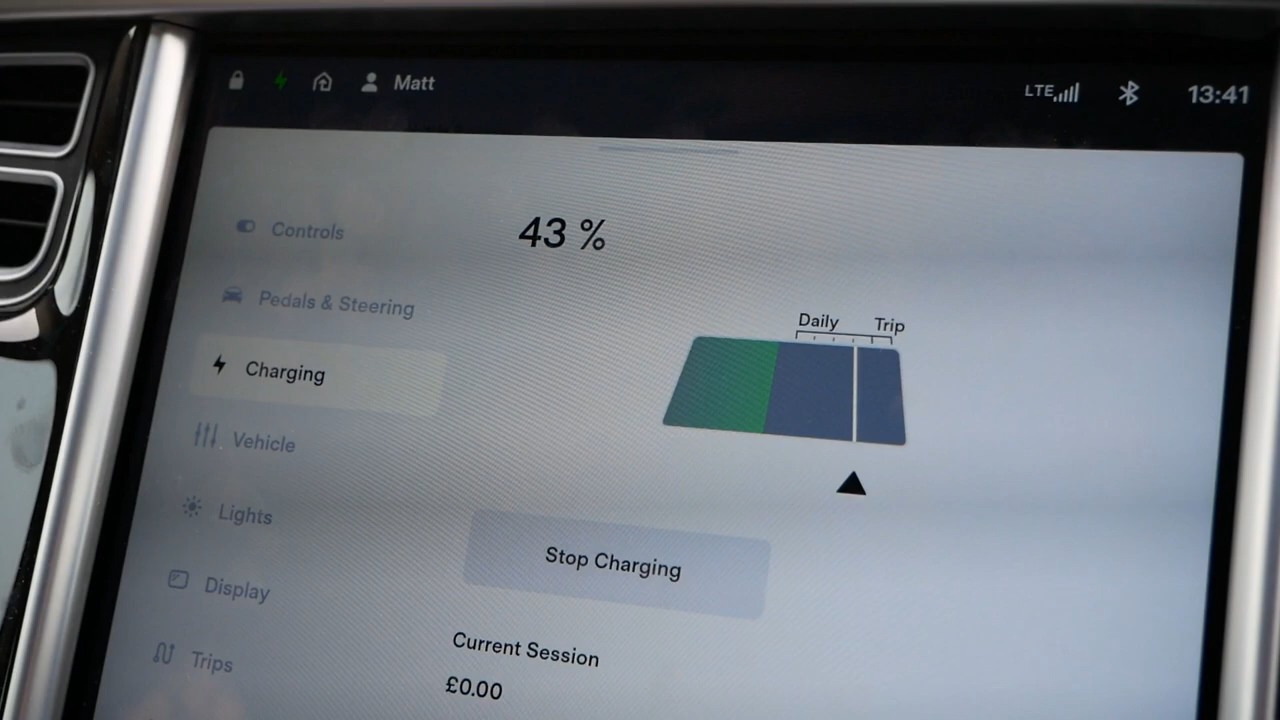 Matt
LTE
13:41
Controls
43 %
Pedals & Steering
Daily
Trip
Charging
Vehicle
Lights
Stop Charging
Display
Current Session
Trips
£0.00